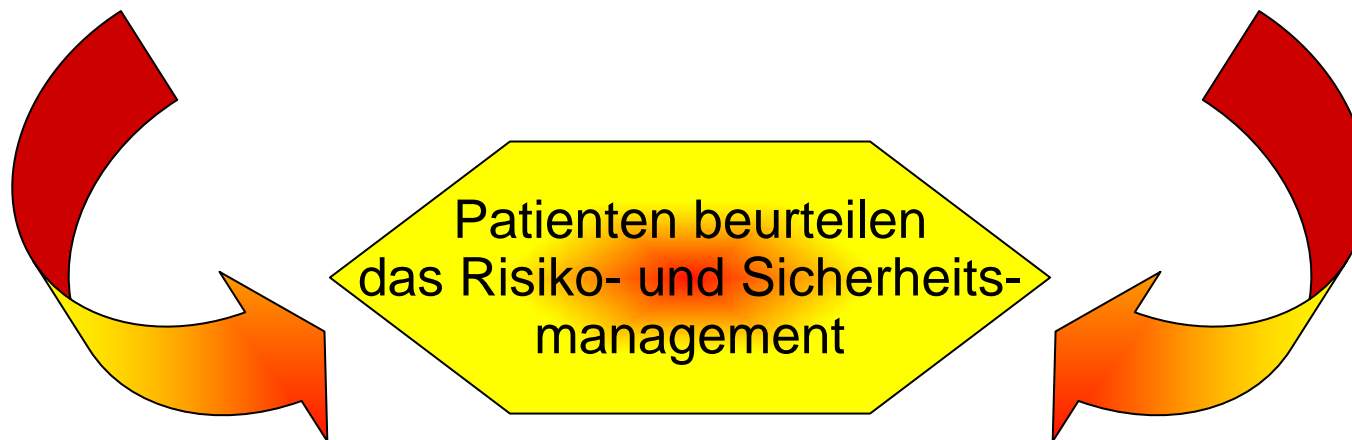 Patienten beurteilen
das Risiko- und Sicherheits-
management